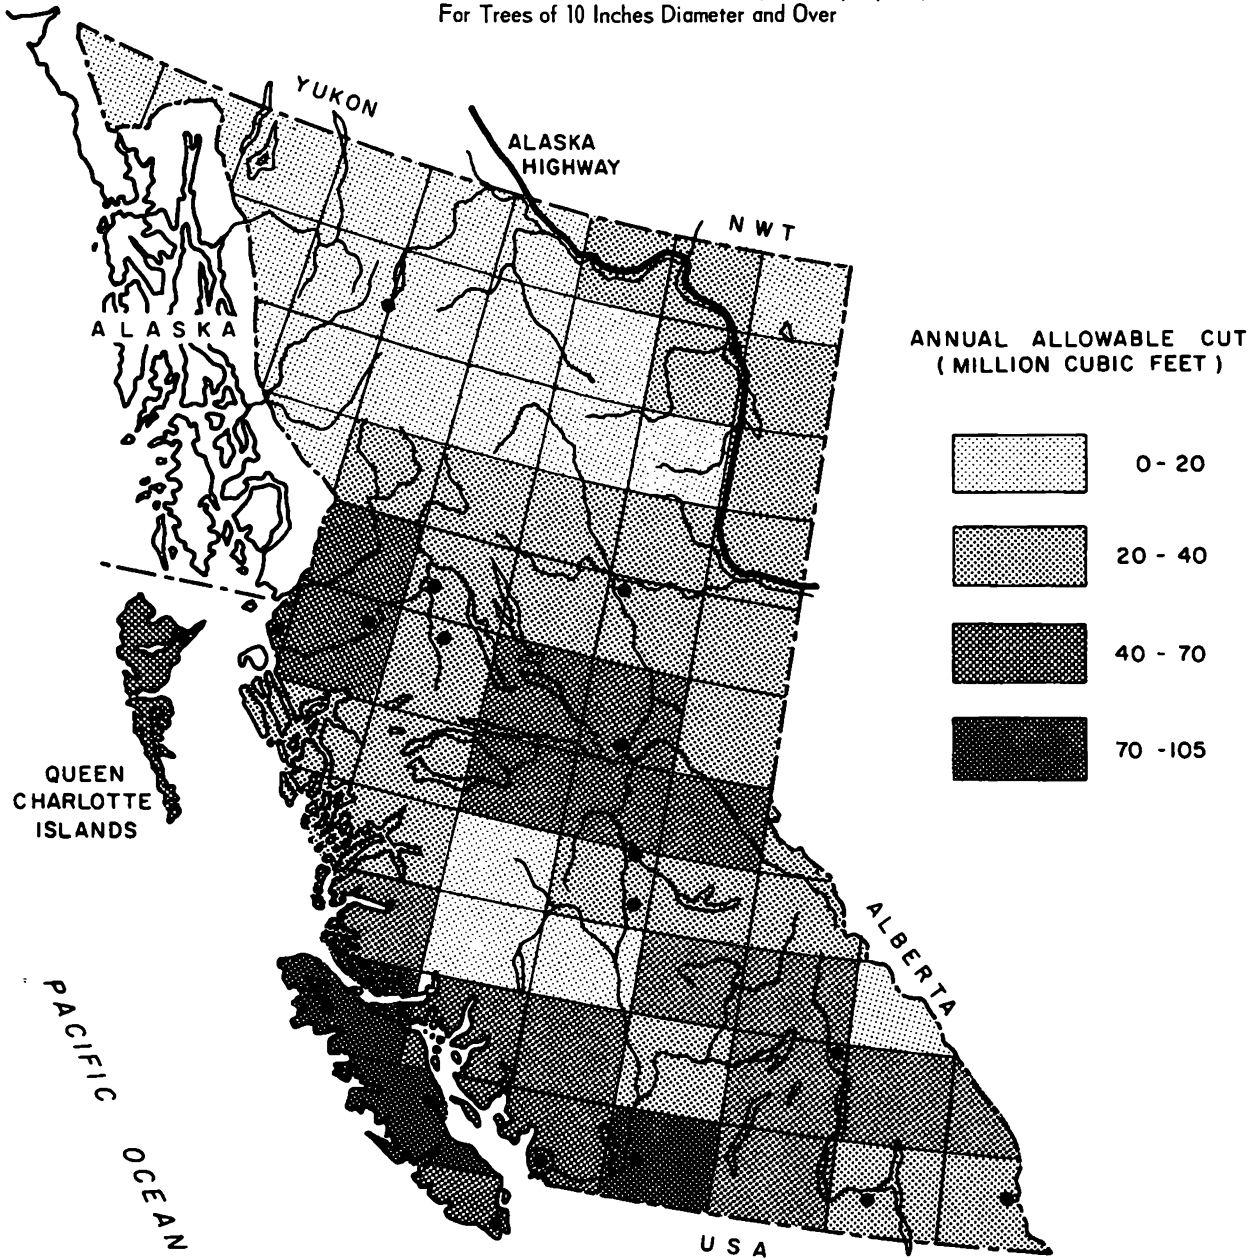 For Trees of 10 Inches Diameter and Over
YUKON
ALASKA
HIGHWAY
NWT
ALASKA
ANNUAL ALLOWABLE CUT
(MILLION CUBIC FEET)
0-20
20-40
40-70
70-105
QUEEN
CHARLOTTE
ISLANDS
ALBERTA
PACIFIC OCEAN
USA